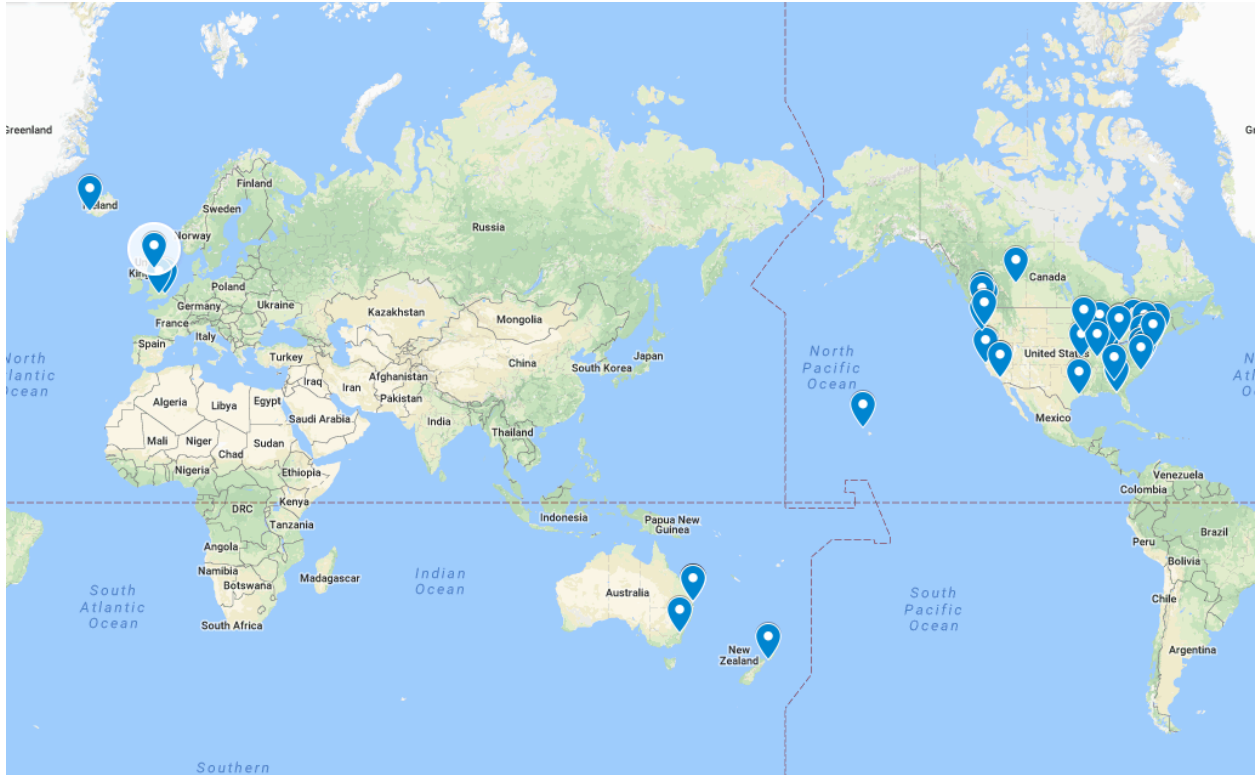 Greenland
Greenland
Iceland
Finland
Sweden
Norway
Russia
Canada
Poland
Germany
Ukraine
Kazakhstan
France
Mongolia
Italy
Spain
North
Pacific
Ocean
United States
Turkey
China
Japan
South Korea
Iraq
Iran
Afghanistan
Pakistan
Algeria
Libya
Egypt
Saudi Arabia
India
Mexico
Mali
Niger
Chad
Sudan
Thailand
Nigeria
Ethiopia
Venezuela
Colombia
DRC
Kenya
Tanzania
Indonesia
Papua New
Guinea
Peru
Brazil
Angola
Bolivia
Namibia
Botswana
Madagascar
Indian
Ocean
Australia
South
Atlantic
Ocean
South
Pacific
Ocean
Chile
South Africa
New
Zealand
Argentina
Southern